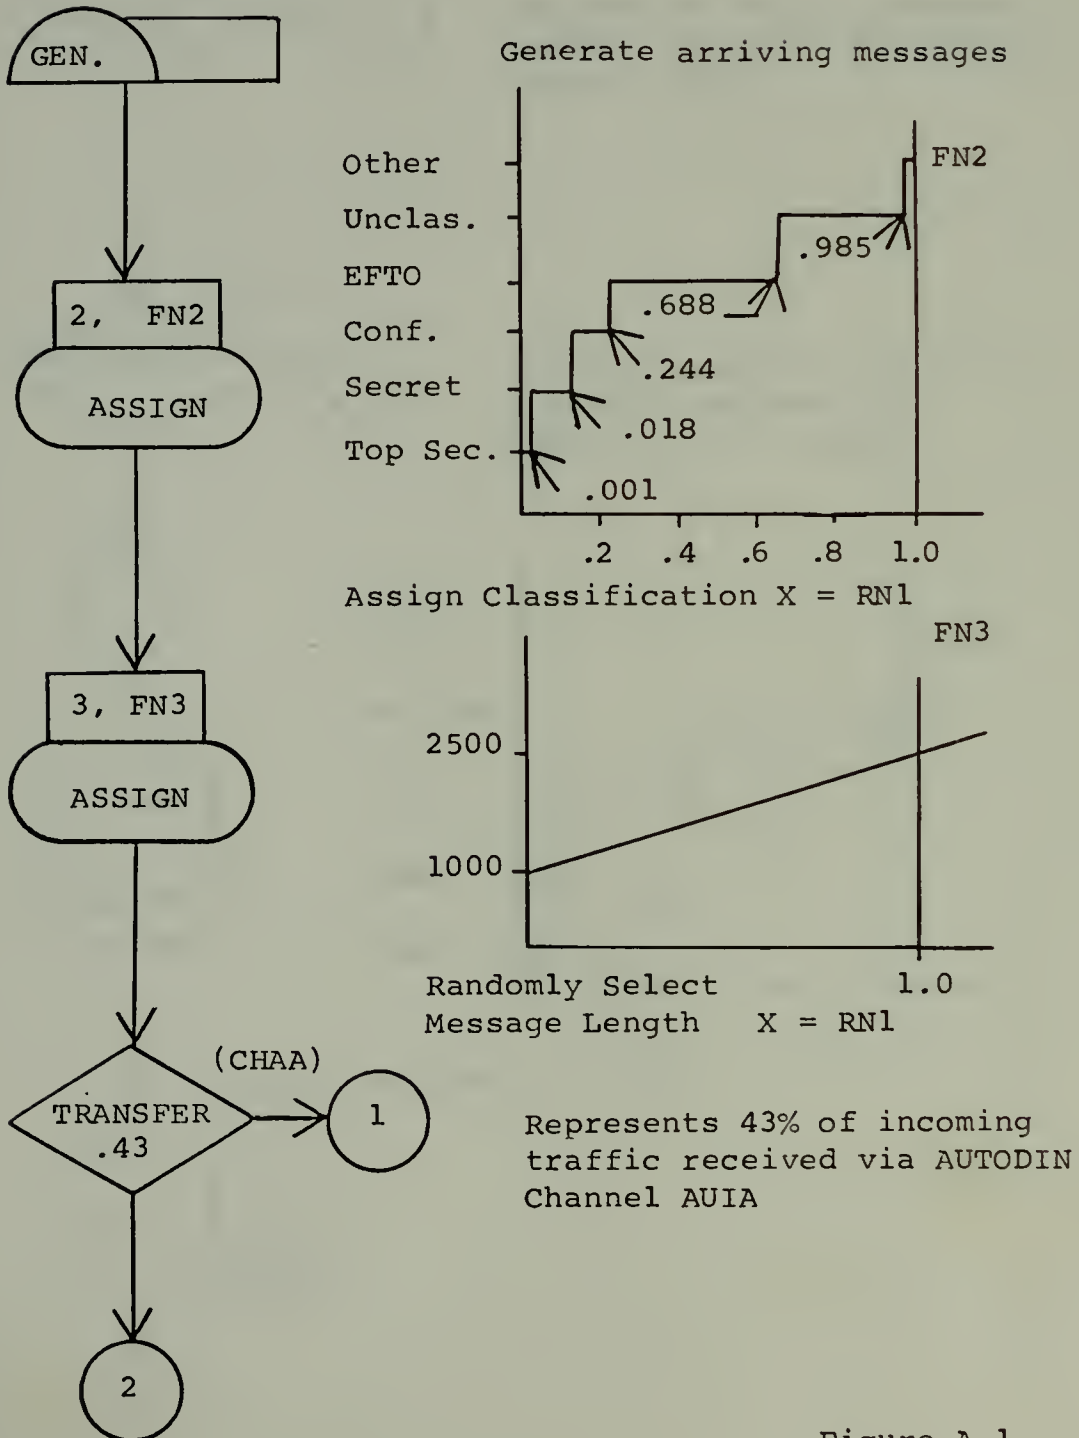 GEN.
Generate arriving messages
Other
FN2
Unclas.
.985
EFTO
2, FN2
.688
Conf.
.244
Secret
ASSIGN
.018
Top Sec.
.001
.2 .4 .6 .8 1.0
Assign Classification X = RN1
FN3
3, FN3
2500
ASSIGN
1000
Randomly Select 1.0
Message Length X = RN1
(CHAA)
TRANSFER
.43
1
Represents 43% of incoming
traffic received via AUTODIN
Channel AUIA
2